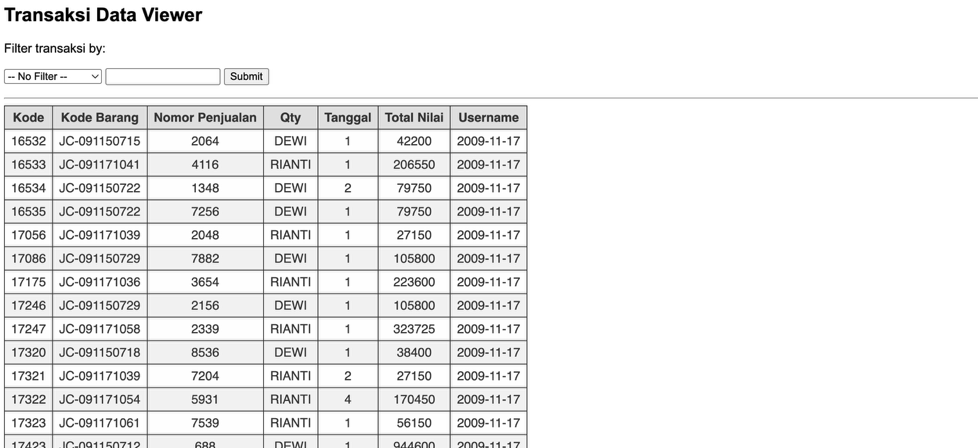 Transaksi Data Viewer
Filter transaksi by:
-- No Filter -- Submit
Kode Kode Barang Nomor Penjualan Qty Tanggal Total Nilai Username
16532 JC-091150715 2064 DEWI 1 42200 2009-11-17
16533 JC-091171041 4116 RIANTI 1 206550 2009-11-17
16534 JC-091150722 1348 DEWI 2 79750 2009-11-17
16535 JC-091150722 7256 DEWI 1 79750 2009-11-17
17056 JC-091171039 2048 RIANTI 1 27150 2009-11-17
17086 JC-091150729 7882 DEWI 1 105800 2009-11-17
17175 JC-091171036 3654 RIANTI 1 223600 2009-11-17
17246 JC-091150729 2156 DEWI 1 105800 2009-11-17
17247 JC-091171058 2339 RIANTI 1 323725 2009-11-17
17320 JC-091150718 8536 DEWI 1 38400 2009-11-17
17321 JC-091171039 7204 RIANTI 2 27150 2009-11-17
17322 JC-091171054 5931 RIANTI 4 170450 2009-11-17
17323 JC-091171061 7539 RIANTI 1 56150 2009-11-17
17423 JC-091150712 688 DEWI 1 944600 2009-11-17